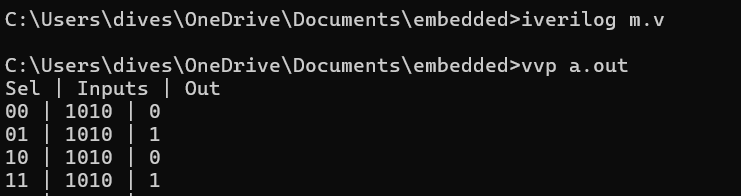 C:\Users\dives\OneDrive\Documents\embedded>iverilog m.v
C:\Users\dives\OneDrive\Documents\embedded>vvp a.out
Sel | Inputs | Out
00 | 1010 | 0
01 | 1010 | 1
10 | 1010 | 0
11 | 1010 | 1